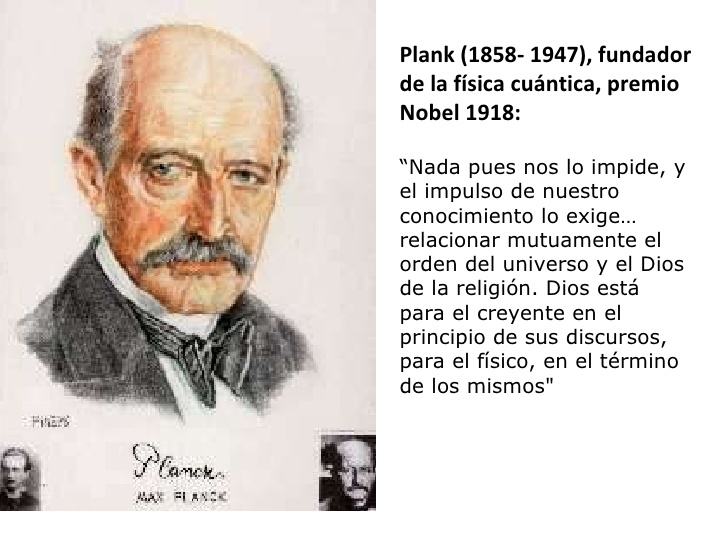 Plank (1858- 1947), fundador
de la física cuántica, premio
Nobel 1918:
“Nada pues nos lo impide, y
el impulso de nuestro
conocimiento lo exige…
relacionar mutuamente el
orden del universo y el Dios
de la religión. Dios está
para el creyente en el
principio de sus discursos,
para el físico, en el término
de los mismos"
Planck
MAX PLANCK